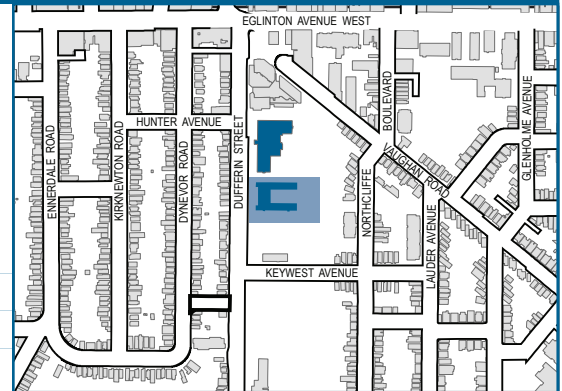 EGLINTON AVENUE WEST
HUNTER AVENUE
ENNERDALE ROAD
KIRKNEWTON ROAD
DYNEVOR ROAD
DUFFERIN STREET
BOULEVARD
NORTHCLIFFE
VAUGHAN ROAD
GLENHOLME AVENUE
LAUDER AVENUE
KEYWEST AVENUE